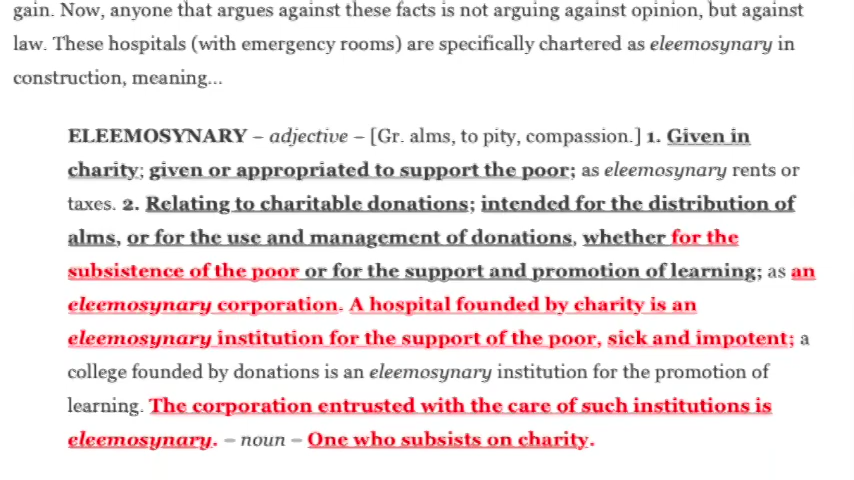 gain. Now, anyone that argues against these facts is not arguing against opinion, but against
law. These hospitals (with emergency rooms) are specifically chartered as eleemosynary in
construction, meaning...
ELEEMOSYNARY – adjective – [Gr. alms, to pity, compassion.] 1. Given in
charity; given or appropriated to support the poor; as eleemosynary rents or
taxes. 2. Relating to charitable donations; intended for the distribution of
alms, or for the use and management of donations, whether for the
subsistence of the poor or for the support and promotion of learning; as an
eleemosynary corporation. A hospital founded by charity is an
eleemosynary institution for the support of the poor, sick and impotent; a
college founded by donations is an eleemosynary institution for the promotion of
learning. The corporation entrusted with the care of such institutions is
eleemosynary. – noun – One who subsists on charity.